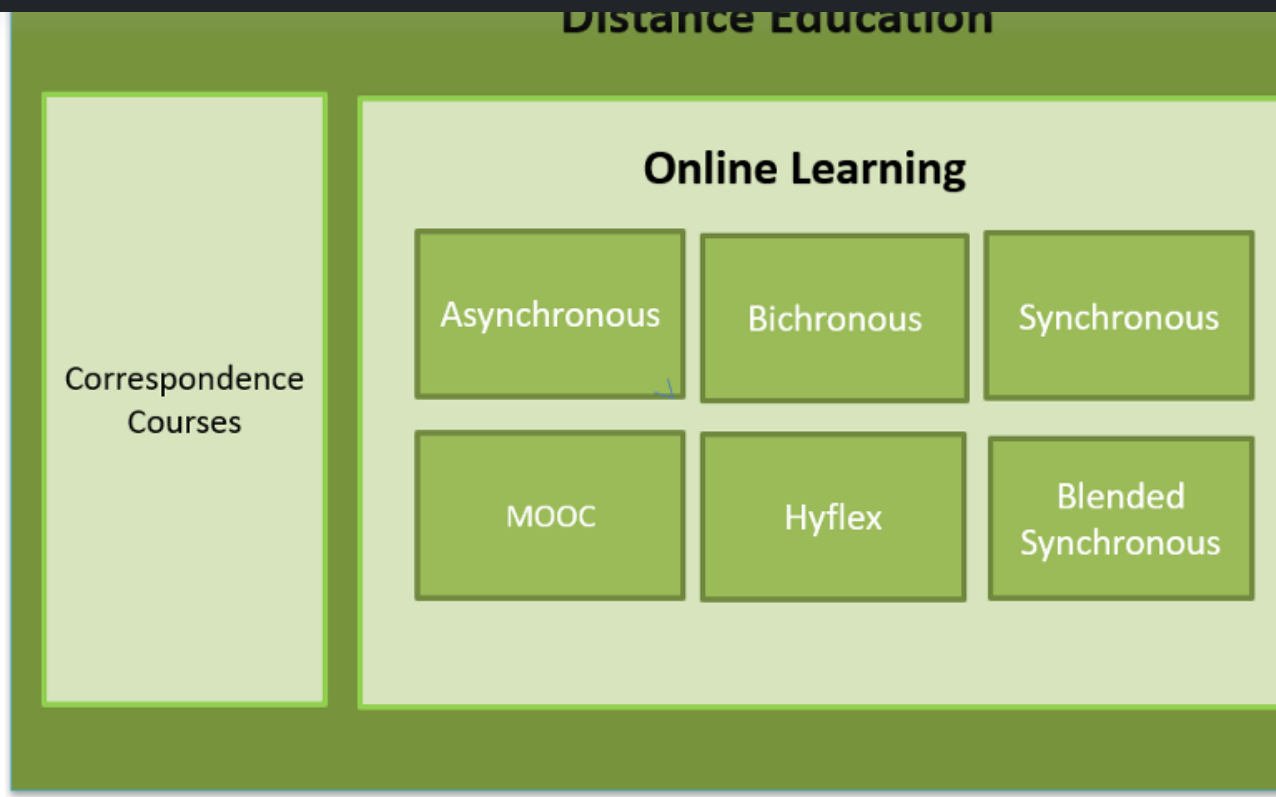 Distance Education
Correspondence
Courses
Online Learning
Asynchronous
Bichronous
Synchronous
MOOC
Hyflex
Blended
Synchronous